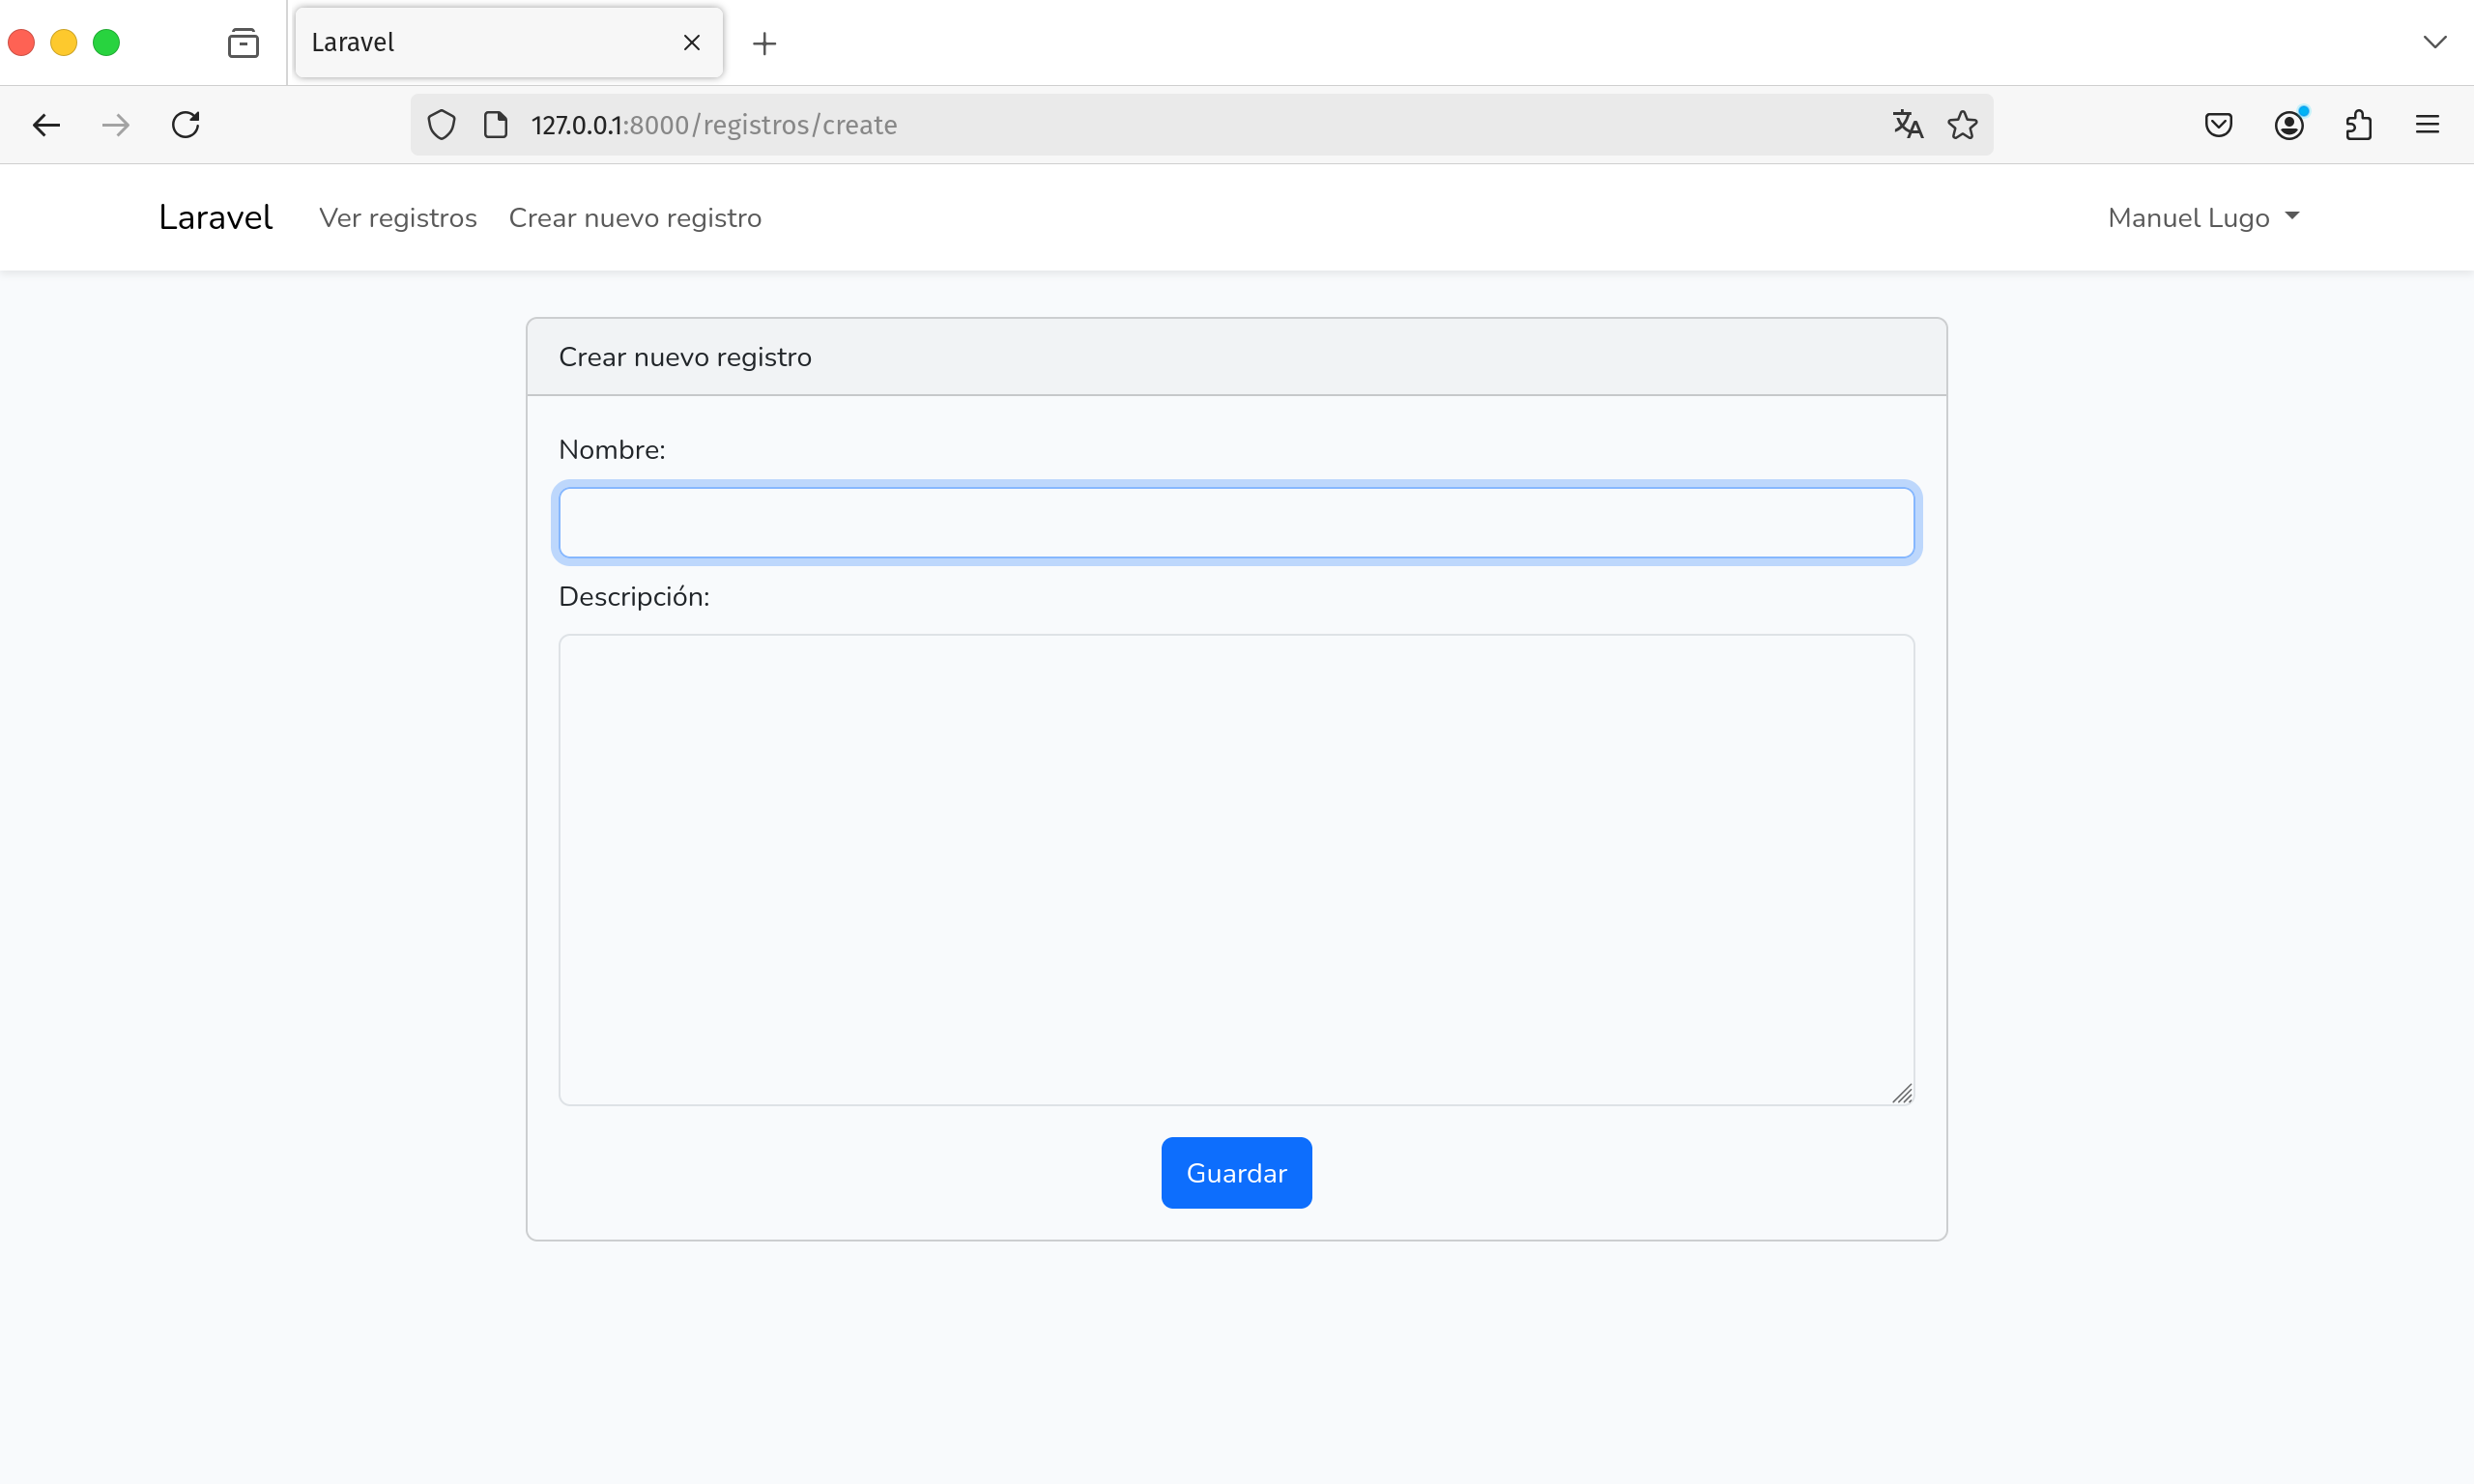 Laravel
127.0.0.1:8000/registros/create
Laravel Ver registros Crear nuevo registro Manuel Lugo
Crear nuevo registro
Nombre:
Descripción:
Guardar